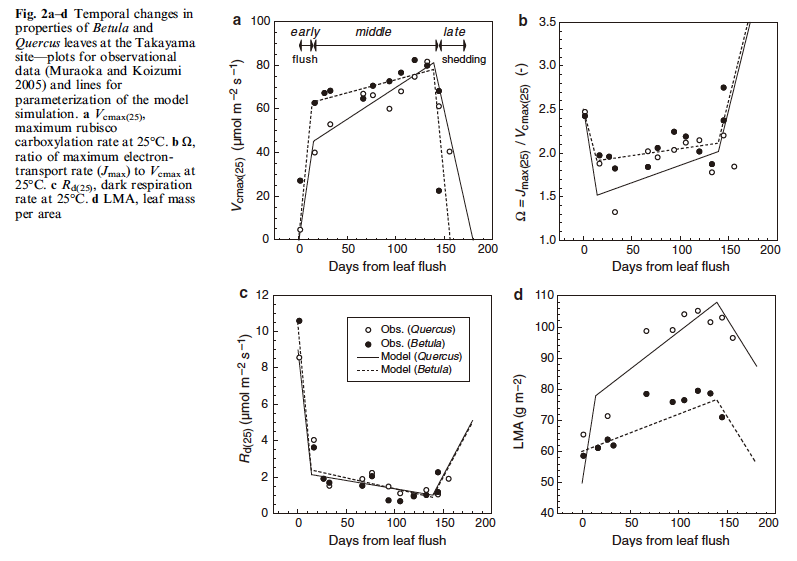 Fig. 2a–d Temporal changes in
properties of Betula and
Quercus leaves at the Takayama
site—plots for observational
data (Muraoka and Koizumi
2005) and lines for
parameterization of the model
simulation. a Vcmax(25),
maximum rubisco
carboxylation rate at 25°C. b Ω,
ratio of maximum electron-
transport rate (Jmax) to Vcmax at
25°C. c Rd(25), dark respiration
rate at 25°C. d LMA, leaf mass
per area
a
100
80
60
40
20
0
Vcmax(25) (μmol m−2 s−1)
early middle late
flush shedding
0 50 100 150 200
Days from leaf flush
b
3.5
3.0
2.5
2.0
1.5
1.0
Ω = Jmax(25) / Vcmax(25) (-)
0 50 100 150 200
Days from leaf flush
c
12
10
8
6
4
2
0
Rd(25) (μmol m−2 s−1)
Obs. (Quercus)
Obs. (Betula)
Model (Quercus)
Model (Betula)
0 50 100 150 200
Days from leaf flush
d
110
100
90
80
70
60
50
40
LMA (g m−2)
0 50 100 150 200
Days from leaf flush